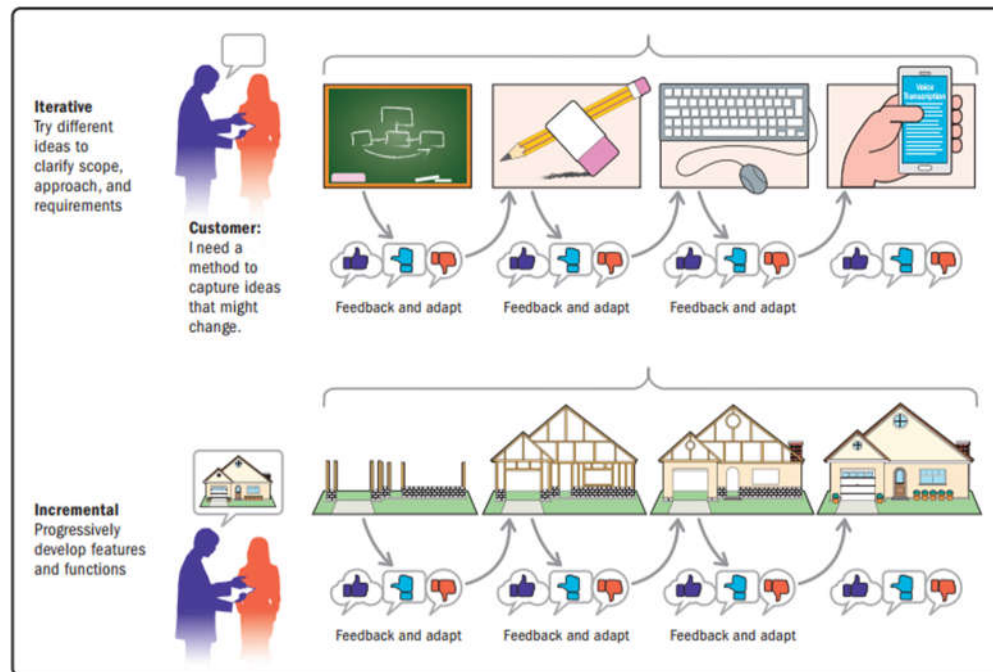 Iterative
Try different
ideas to
clarify scope,
approach, and
requirements
Customer:
I need a
method to
capture ideas
that might
change.
Voice
Transcription
Feedback and adapt
Feedback and adapt
Feedback and adapt
Incremental
Progressively
develop features
and functions
Feedback and adapt
Feedback and adapt
Feedback and adapt